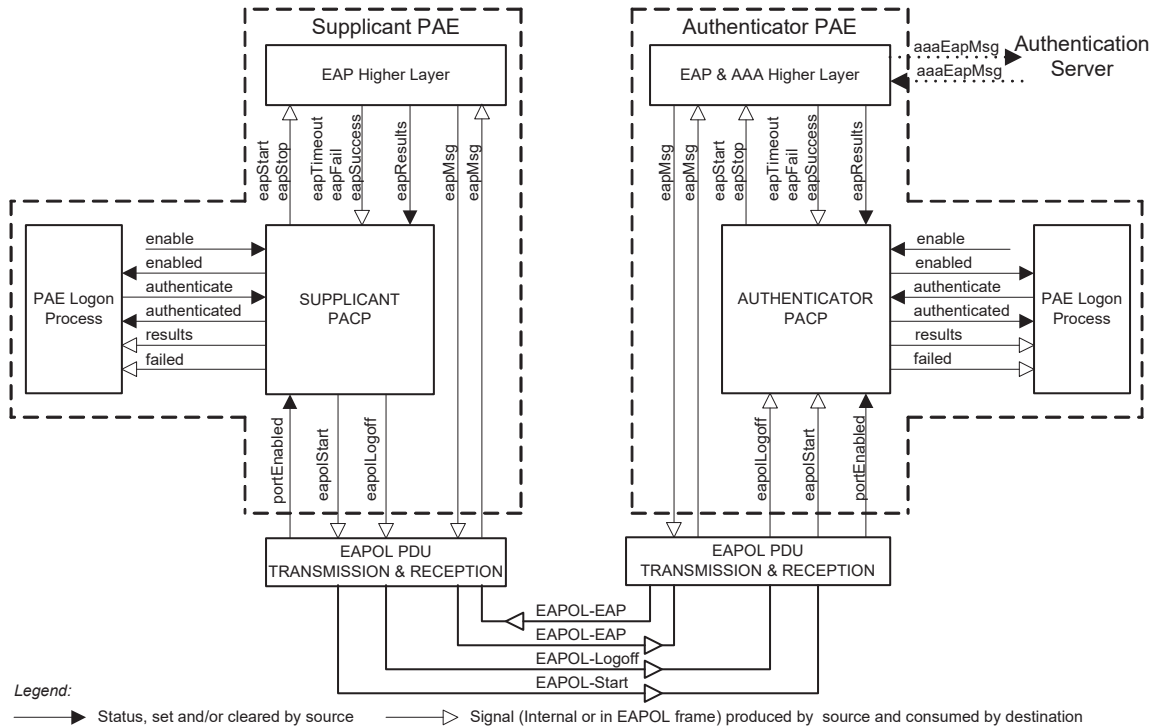 Supplicant PAE
Authenticator PAE
EAP Higher Layer
EAP & AAA Higher Layer
aaaEapMsg
aaaEapMsg
Authentication
Server
eapStart
eapStop
eapTimeout
eapFail
eapSuccess
eapResults
eapMsg
eapMsg
eapMsg
eapMsg
eapStart
eapStop
eapTimeout
eapFail
eapSuccess
eapResults
PAE Logon
Process
enable
enabled
authenticate
authenticated
results
failed
SUPPLICANT
PACP
AUTHENTICATOR
PACP
enable
enabled
authenticate
authenticated
results
failed
PAE Logon
Process
portEnabled
eapolStart
eapolLogoff
eapolLogoff
eapolStart
portEnabled
EAPOL PDU
TRANSMISSION & RECEPTION
EAPOL PDU
TRANSMISSION & RECEPTION
EAPOL-EAP
EAPOL-EAP
EAPOL-Logoff
EAPOL-Start
Legend:
Status, set and/or cleared by source
Signal (Internal or in EAPOL frame) produced by source and consumed by destination